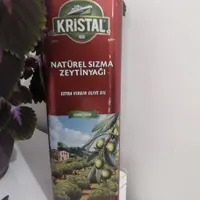 KRISTAL
NATÜREL SIZMA
ZEYTİNYAĞI
EXTRA VIRGIN OLIVE OIL